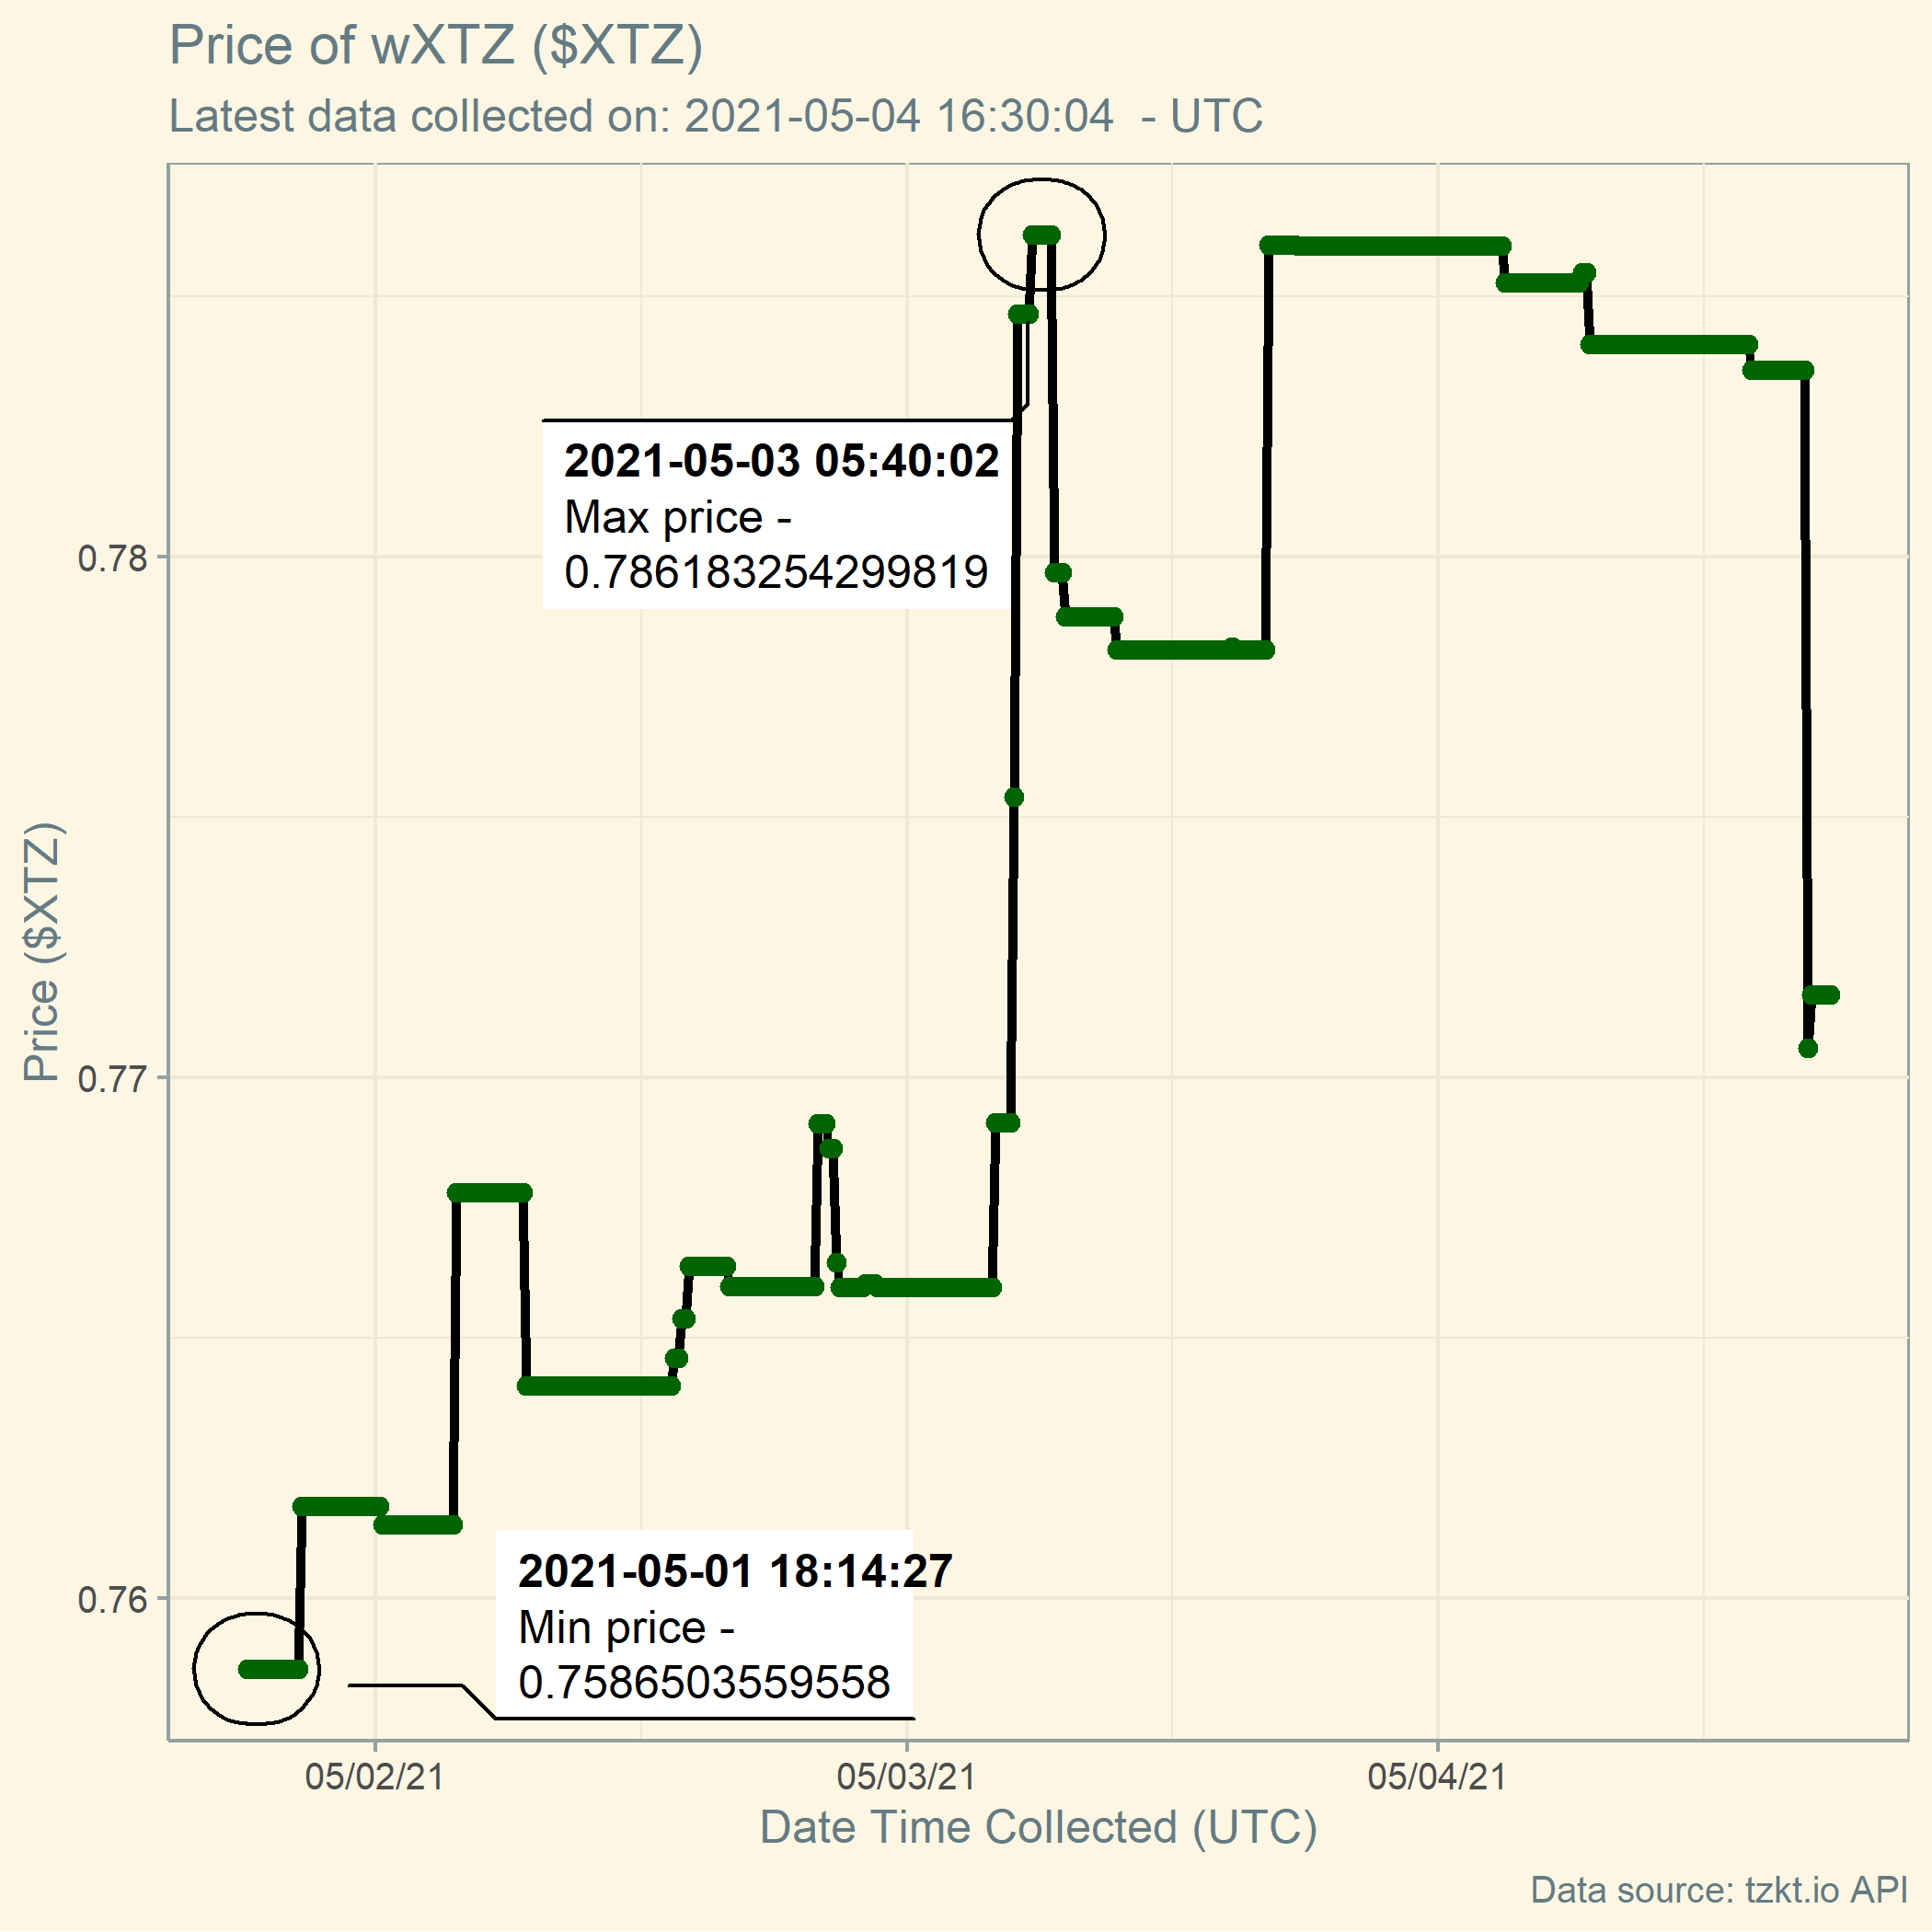 Price of wXTZ ($XTZ)
Latest data collected on: 2021-05-04 16:30:04  - UTC
2021-05-03 05:40:02
Max price -
0.786183254299819
0.78
Price ($XTZ)
0.77
2021-05-01 18:14:27
Min price -
0.7586503559558
0.76
05/02/21
05/03/21
05/04/21
Date Time Collected (UTC)
Data source: tzkt.io API